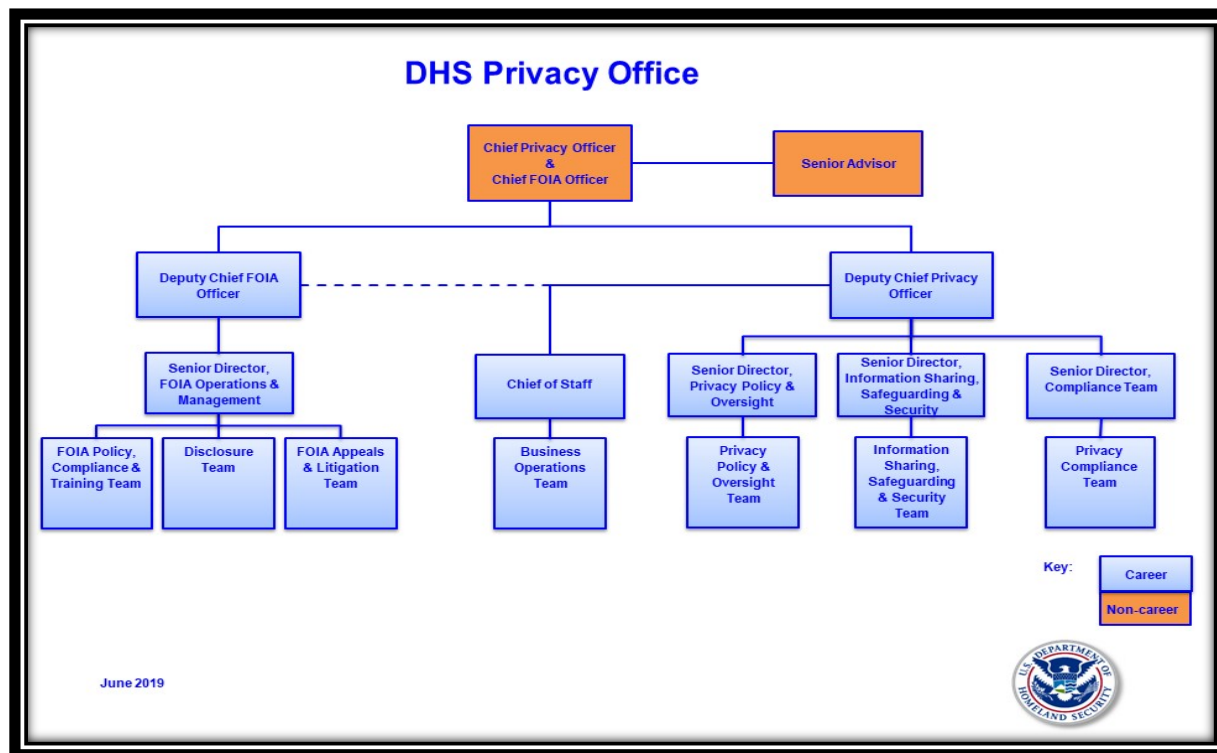 DHS Privacy Office
Chief Privacy Officer
&
Chief FOIA Officer
Senior Advisor
Deputy Chief FOIA
Officer
Deputy Chief Privacy
Officer
Senior Director,
FOIA Operations &
Management
Chief of Staff
Senior Director,
Privacy Policy &
Oversight
Senior Director,
Information Sharing,
Safeguarding &
Security
Senior Director,
Compliance Team
FOIA Policy,
Compliance &
Training Team
Disclosure
Team
FOIA Appeals
& Litigation
Team
Business
Operations
Team
Privacy
Policy &
Oversight
Team
Information
Sharing,
Safeguarding
& Security
Team
Privacy
Compliance
Team
Key:
Career
Non-career
June 2019
U.S. DEPARTMENT OF
HOMELAND SECURITY